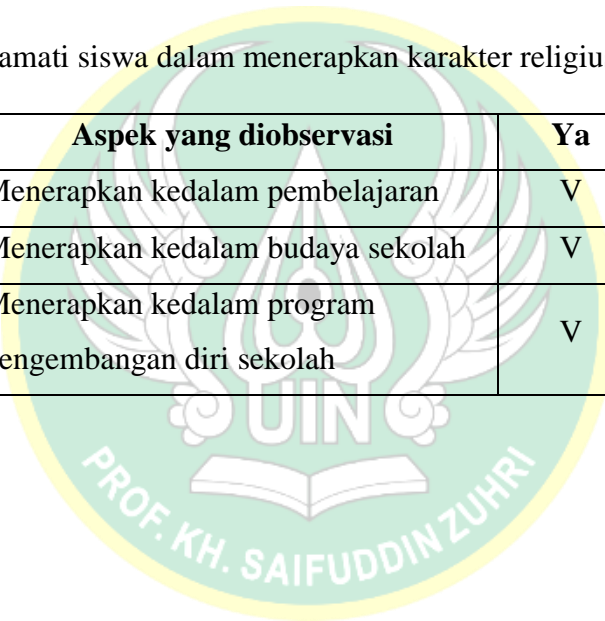 amati siswa dalam menerapkan karakter religiu
Aspek yang diobservasi Ya
Menerapkan kedalam pembelajaran V
Menerapkan kedalam budaya sekolah V
Menerapkan kedalam program
V
engembangan diri sekolah
UIN
PROF. KH. SAIFUDDIN ZUHRI